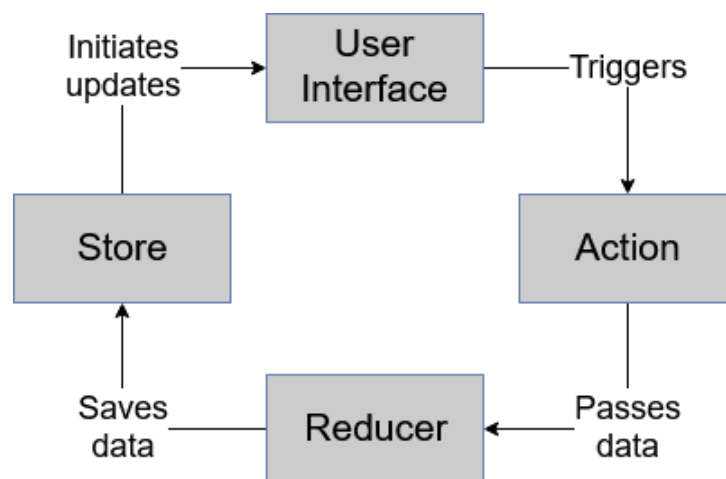 Initiates
updates
User
Interface
Triggers
Store
Action
Saves
data
Reducer
Passes
data